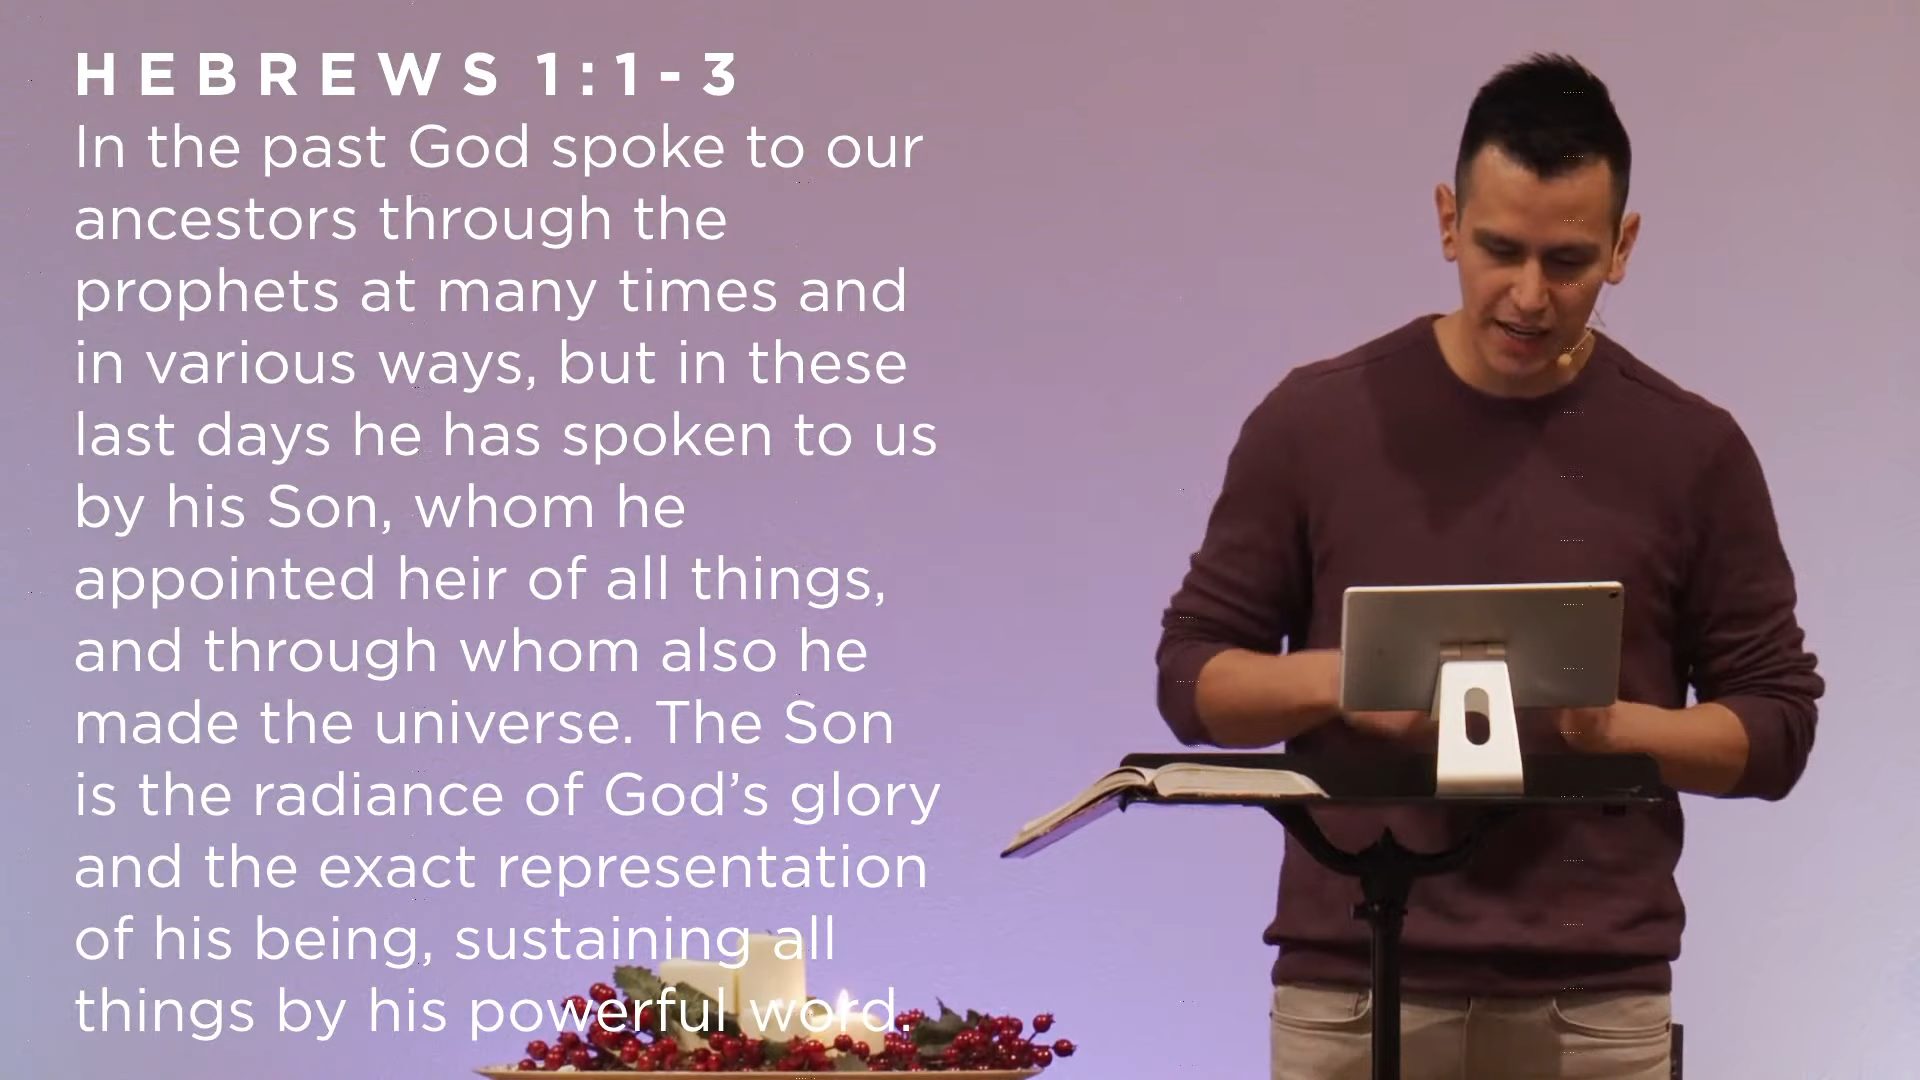 HEBREWS 1:1-3
In the past God spoke to our
ancestors through the
prophets at many times and
in various ways, but in these
last days he has spoken to us
by his Son, whom he
appointed heir of all things,
and through whom also he
made the universe. The Son
is the radiance of God’s glory
and the exact representation
of his being, sustaining all
things by his powerful word.